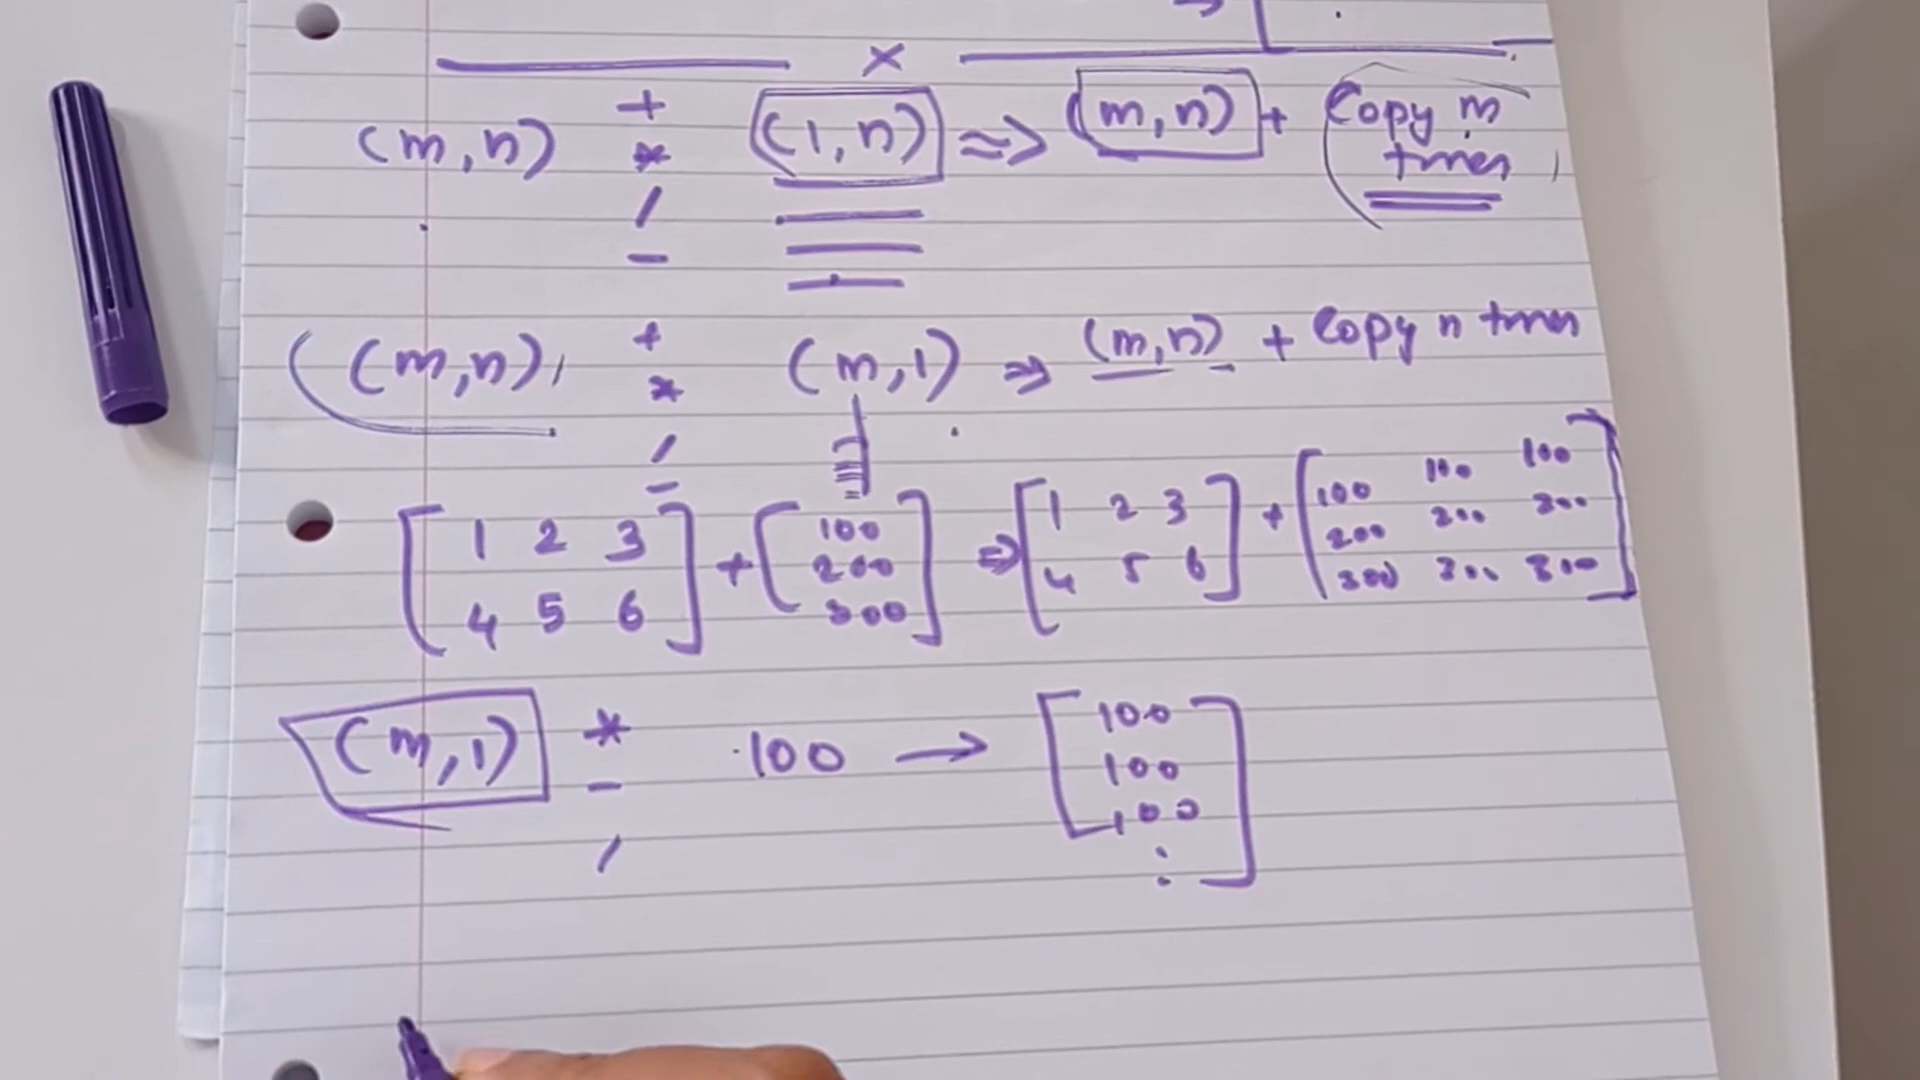 ×
(m,n) + * / - (1,n) => (m,n) + Copy m times
(m,n), + * / - (m,1) => (m,n) + Copy n times
[1 2 3 + [100 => [1 2 3] + [100 100 100
4 5 6] 200 4 5 6 200 200 200
300] 300 300 300]
(m,1) * - / 100 → [100
100
100
:]